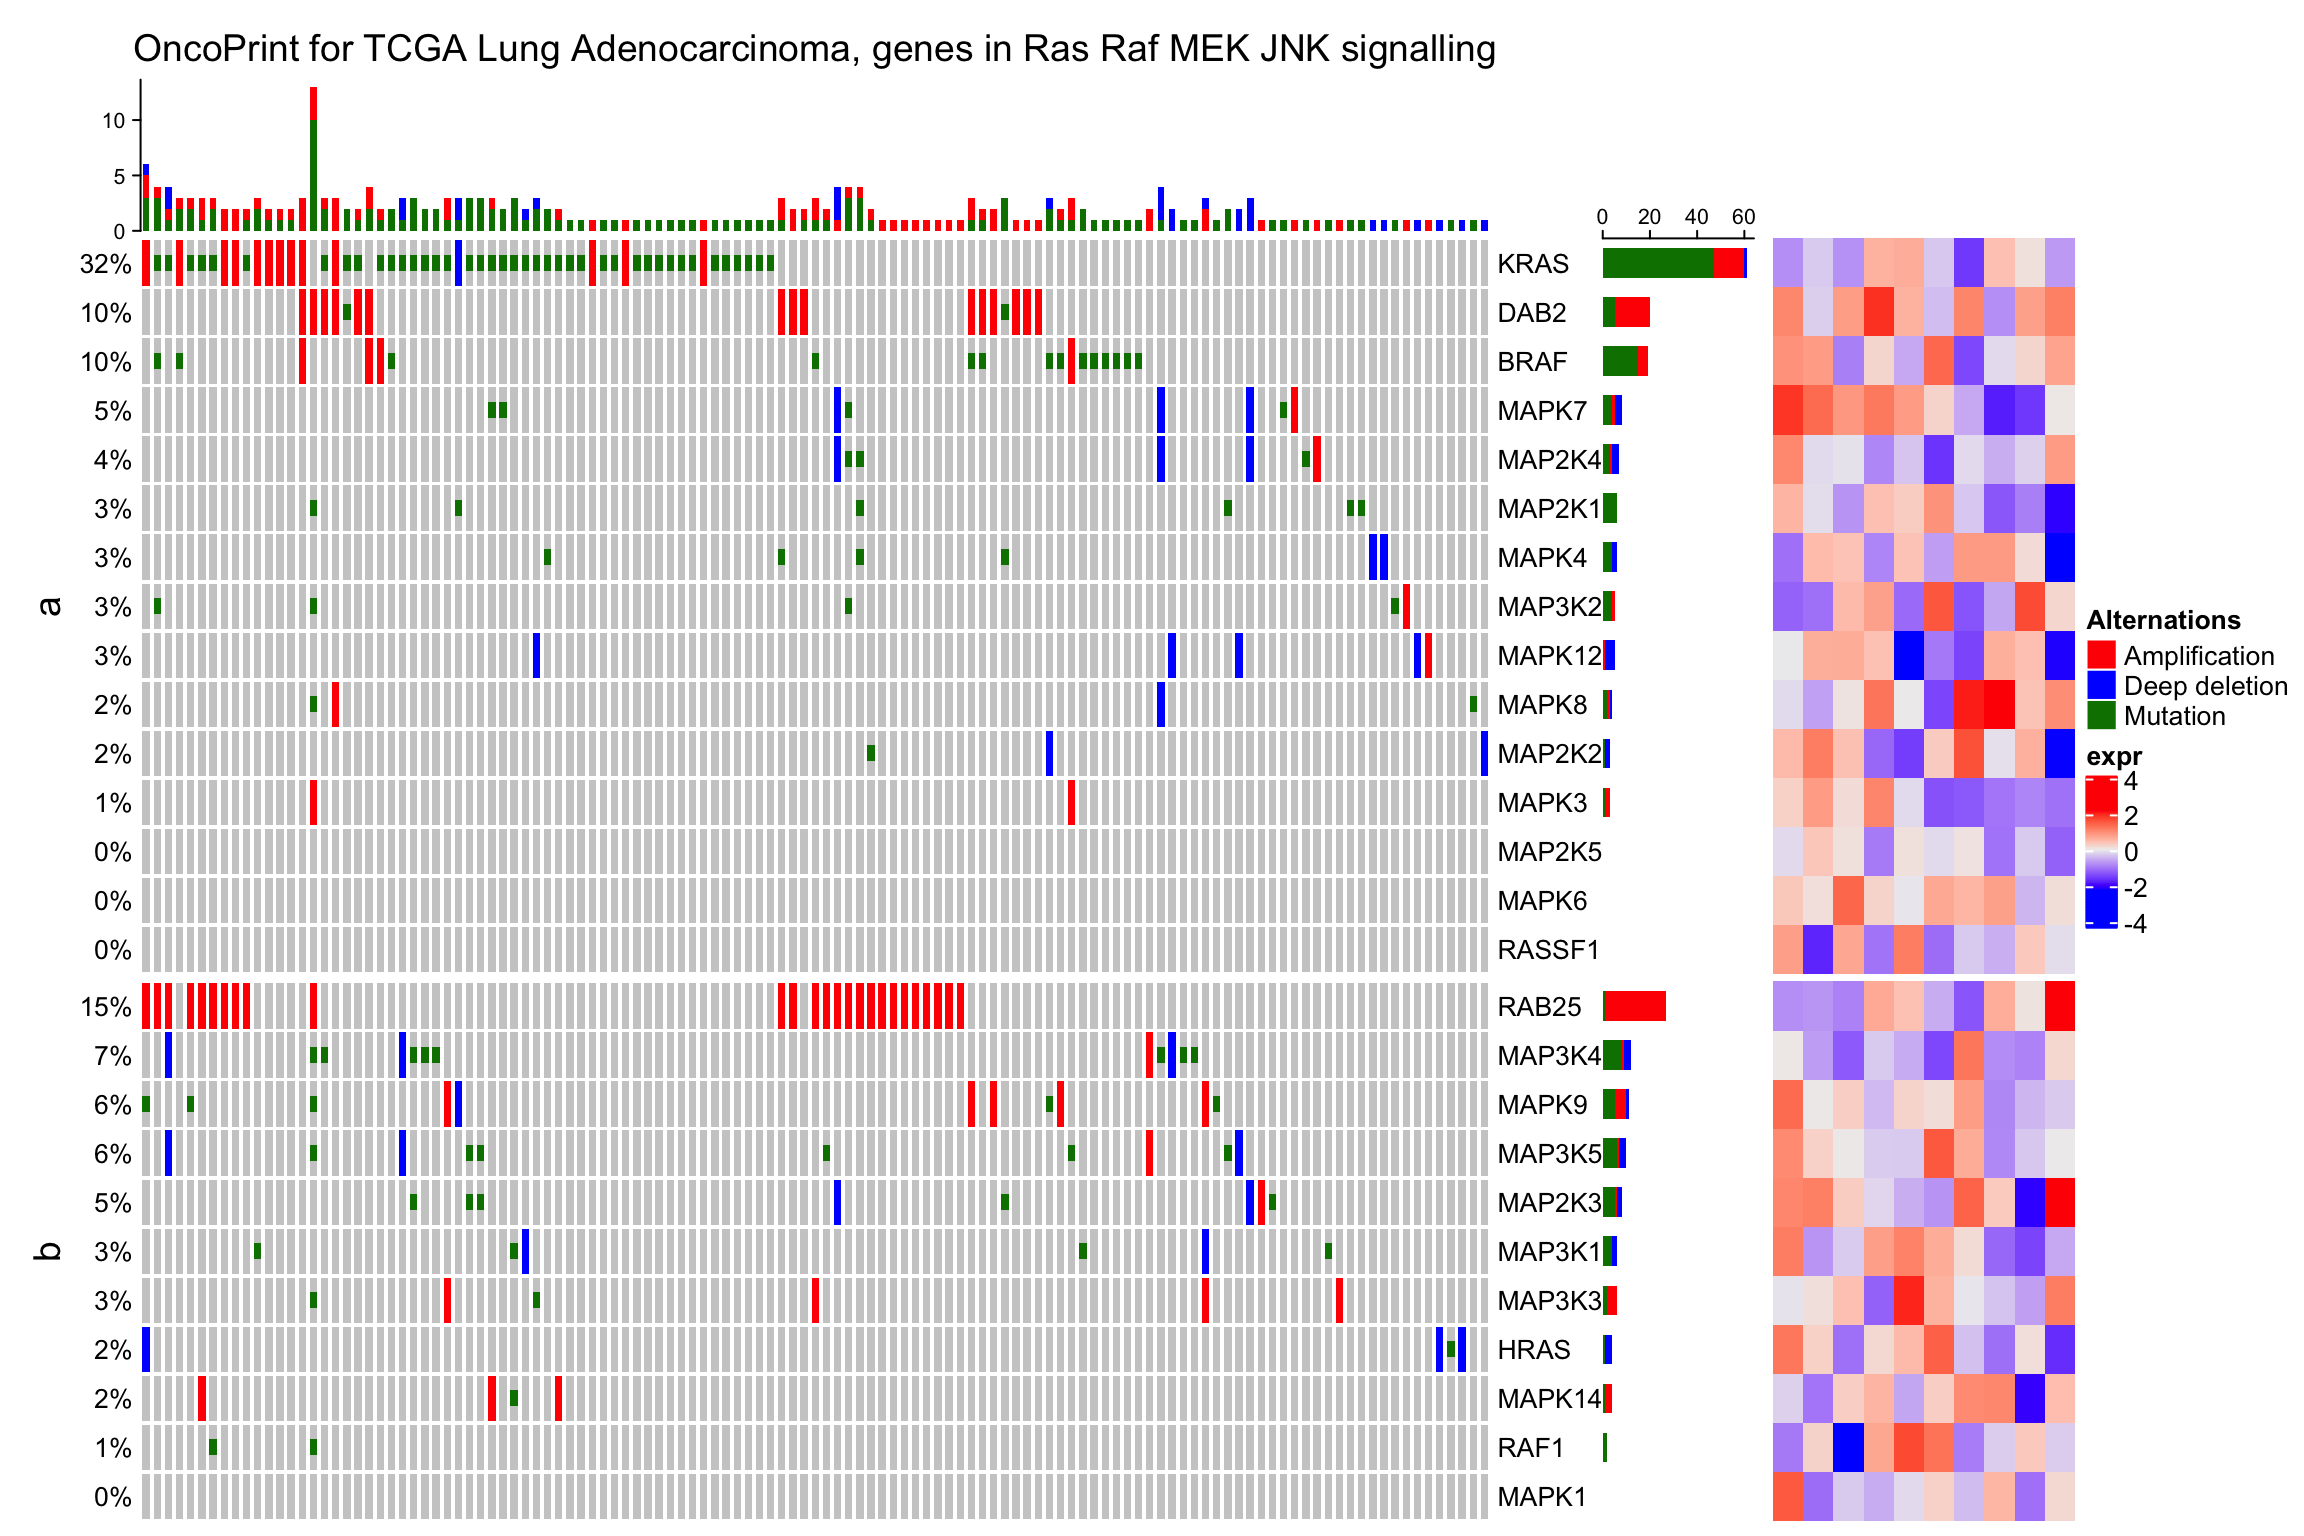 OncoPrint for TCGA Lung Adenocarcinoma, genes in Ras Raf MEK JNK signalling
10
5
0
0 20 40 60
32% KRAS
10% DAB2
10% BRAF
5% MAPK7
4% MAP2K4
3% MAP2K1
3% MAPK4
a
3% MAP3K2
3% MAPK12
2% MAPK8
2% MAP2K2
1% MAPK3
0% MAP2K5
0% MAPK6
0% RASSF1
15% RAB25
7% MAP3K4
6% MAPK9
6% MAP3K5
5% MAP2K3
b
3% MAP3K1
3% MAP3K3
2% HRAS
2% MAPK14
1% RAF1
0% MAPK1
Alternations
Amplification
Deep deletion
Mutation
expr
4
2
0
-2
-4